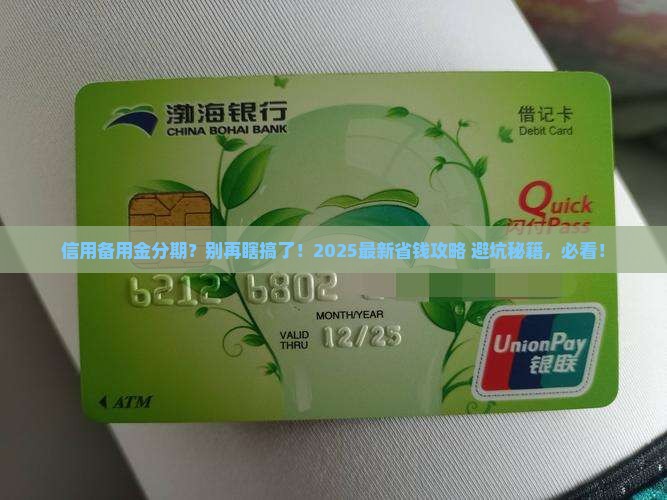 渤海银行
CHINA BOHAI BANK
借记卡
Debit Card
Quick
闪付Pass
信用备用金分期?别再瞎搞了!2025最新省钱攻略 避坑秘籍,必看!
6212 6802
MONTH/YEAR
VALID THRU 12/25
UnionPay
银联
ATM